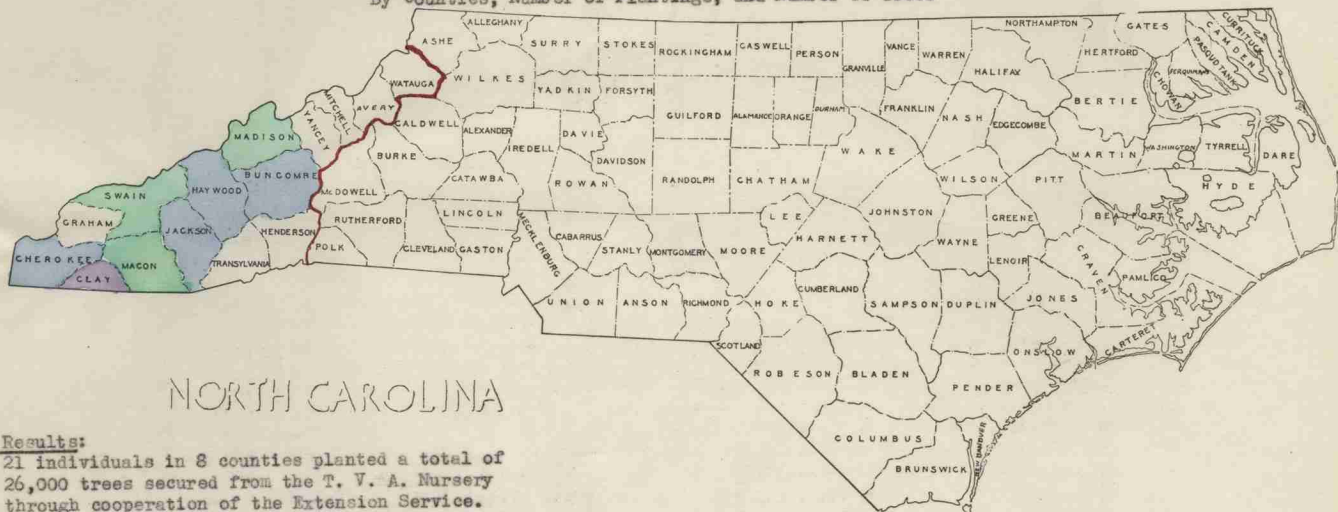 By Counties, Number of Plantings, and Number of
ALLEGHANY
ASHE
SURRY
STOKES
ROCKINGHAM
CASWELL
PERSON
GRANVILLE
VANCE
WARREN
NORTHAMPTON
GATES
CURRITUCK
CAMDEN
PASQUOTANK
PERQUIMANS
CHOWAN
HERTFORD
HALIFAX
WATAUGA
WILKES
YADKIN
FORSYTH
GUILFORD
ALAMANCE
ORANGE
DURHAM
FRANKLIN
NASH
EDGECOMBE
BERTIE
MITCHELL
AVERY
YANCEY
MADISON
CALDWELL
ALEXANDER
IREDELL
DAVIE
DAVIDSON
WAKE
MARTIN
WASHINGTON
TYRRELL
DARE
BUNCOMBE
HAYWOOD
BURKE
McDOWELL
CATAWBA
ROWAN
RANDOLPH
CHATHAM
WILSON
PITT
HYDE
SWAIN
GRAHAM
JACKSON
HENDERSON
RUTHERFORD
LINCOLN
MECKLENBURG
CABARRUS
STANLY
MONTGOMERY
MOORE
LEE
HARNETT
JOHNSTON
WAYNE
GREENE
LENOIR
CRAVEN
BEAUFORT
PAMLICO
CHEROKEE
CLAY
MACON
TRANSYLVANIA
POLK
CLEVELAND
GASTON
UNION
ANSON
RICHMOND
HOKE
CUMBERLAND
SAMPSON
DUPLIN
JONES
CARTERET
ONSLOW
SCOTLAND
ROBESON
BLADEN
PENDER
COLUMBUS
BRUNSWICK
NEW HANOVER
NORTH CAROLINA
Results:
21 individuals in 8 counties planted a total of
26,000 trees secured from the T. V. A. Nursery
through cooperation of the Extension Service.